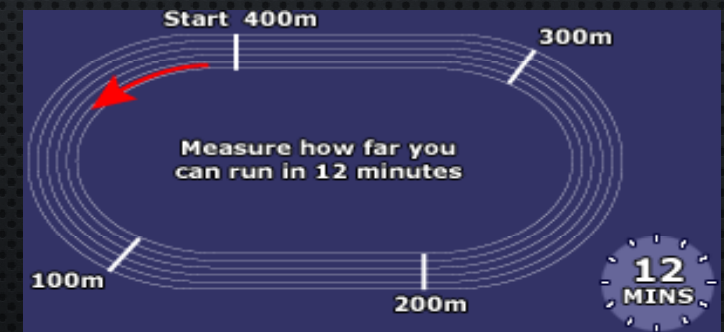 Start 400m
300m
Measure how far you
can run in 12 minutes
100m
200m
12
MINS